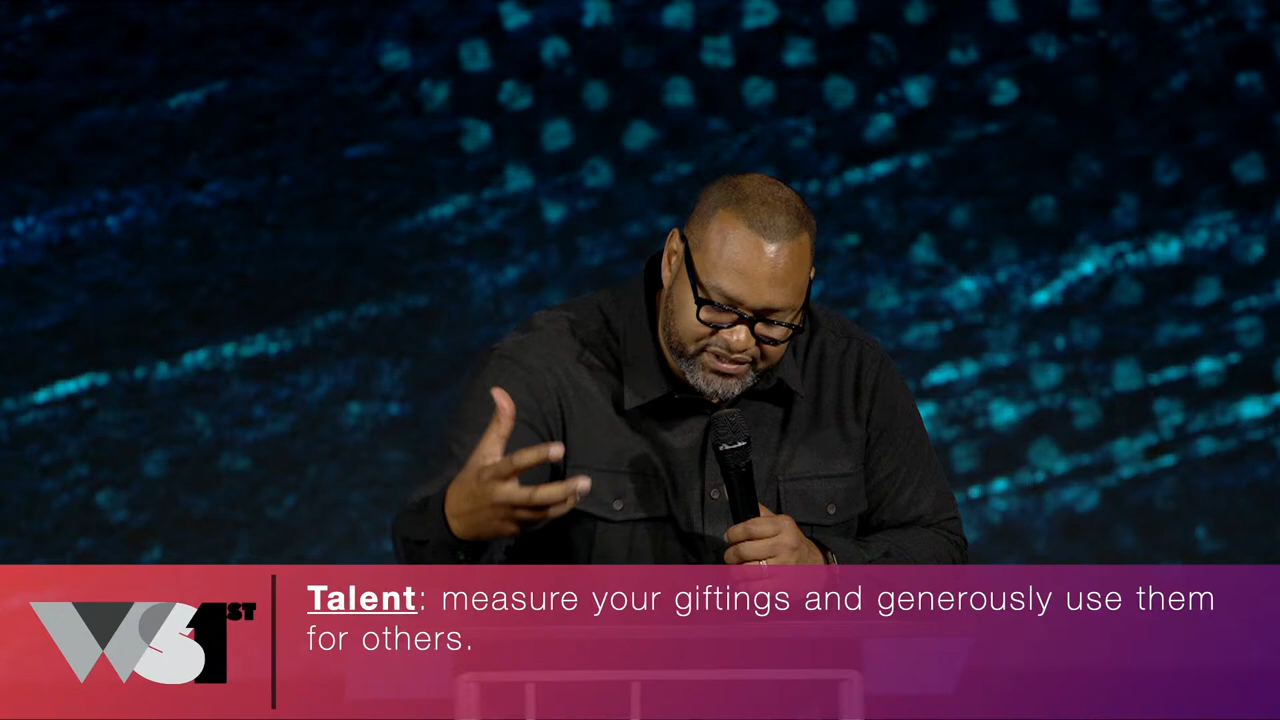 WS1ST
Talent: measure your giftings and generously use them
for others.